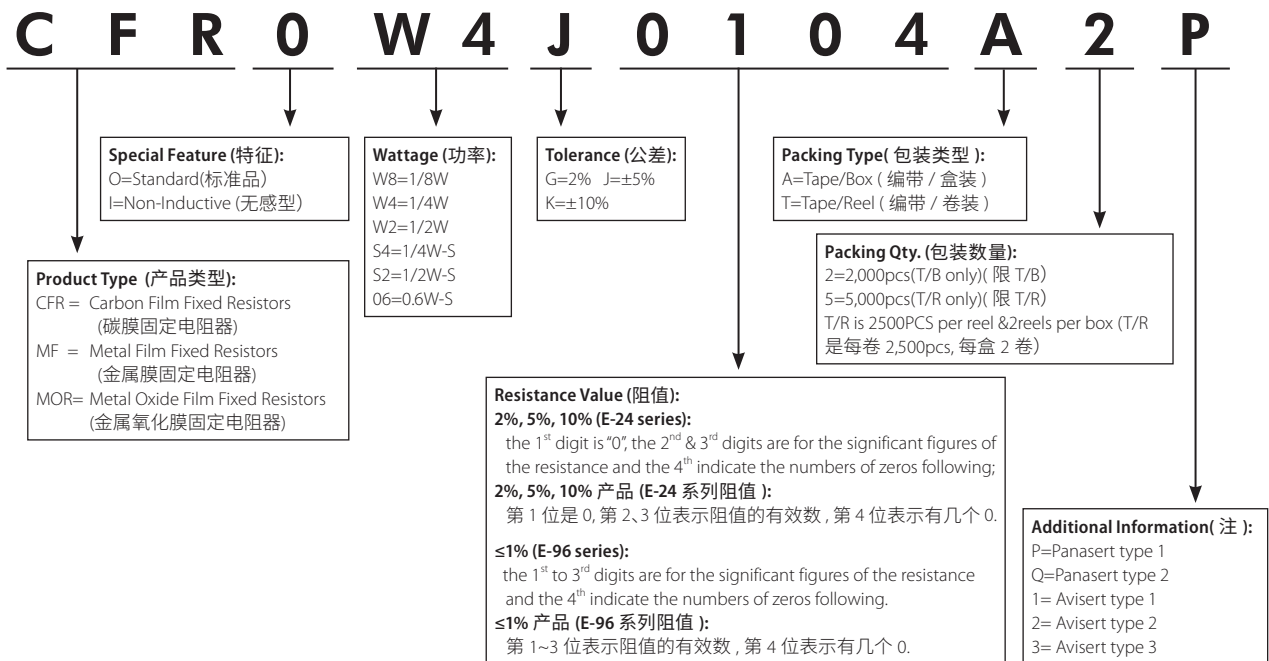 CFR0 W4 J 0104 A 2 P
Special Feature (特征):
O=Standard(标准品)
I=Non-Inductive (无感型)
Wattage (功率):
W8=1/8W
W4=1/4W
W2=1/2W
S4=1/4W-S
S2=1/2W-S
06=0.6W-S
Tolerance (公差):
G=2% J=±5%
K=±10%
Packing Type( 包装类型 ):
A=Tape/Box ( 编带 / 盒装 )
T=Tape/Reel ( 编带 / 卷装 )
Product Type (产品类型):
CFR = Carbon Film Fixed Resistors
(碳膜固定电阻器)
MF = Metal Film Fixed Resistors
(金属膜固定电阻器)
MOR= Metal Oxide Film Fixed Resistors
(金属氧化膜固定电阻器)
Packing Qty. (包装数量):
2=2,000pcs(T/B only)( 限 T/B)
5=5,000pcs(T/R only)( 限 T/R)
T/R is 2500PCS per reel &2reels per box (T/R
是每卷 2,500pcs, 每盒 2 卷)
Resistance Value (阻值):
2%, 5%, 10% (E-24 series):
the 1st digit is "0", the 2nd & 3rd digits are for the significant figures of
the resistance and the 4th indicate the numbers of zeros following;
2%, 5%, 10% 产品 (E-24 系列阻值 ):
第 1 位是 0, 第 2、3 位表示阻值的有效数 , 第 4 位表示有几个 0.
≤1% (E-96 series):
the 1st to 3rd digits are for the significant figures of the resistance
and the 4th indicate the numbers of zeros following.
≤1% 产品 (E-96 系列阻值 ):
第 1~3 位表示阻值的有效数 , 第 4 位表示有几个 0.
Additional Information( 注 ):
P=Panasert type 1
Q=Panasert type 2
1= Avisert type 1
2= Avisert type 2
3= Avisert type 3